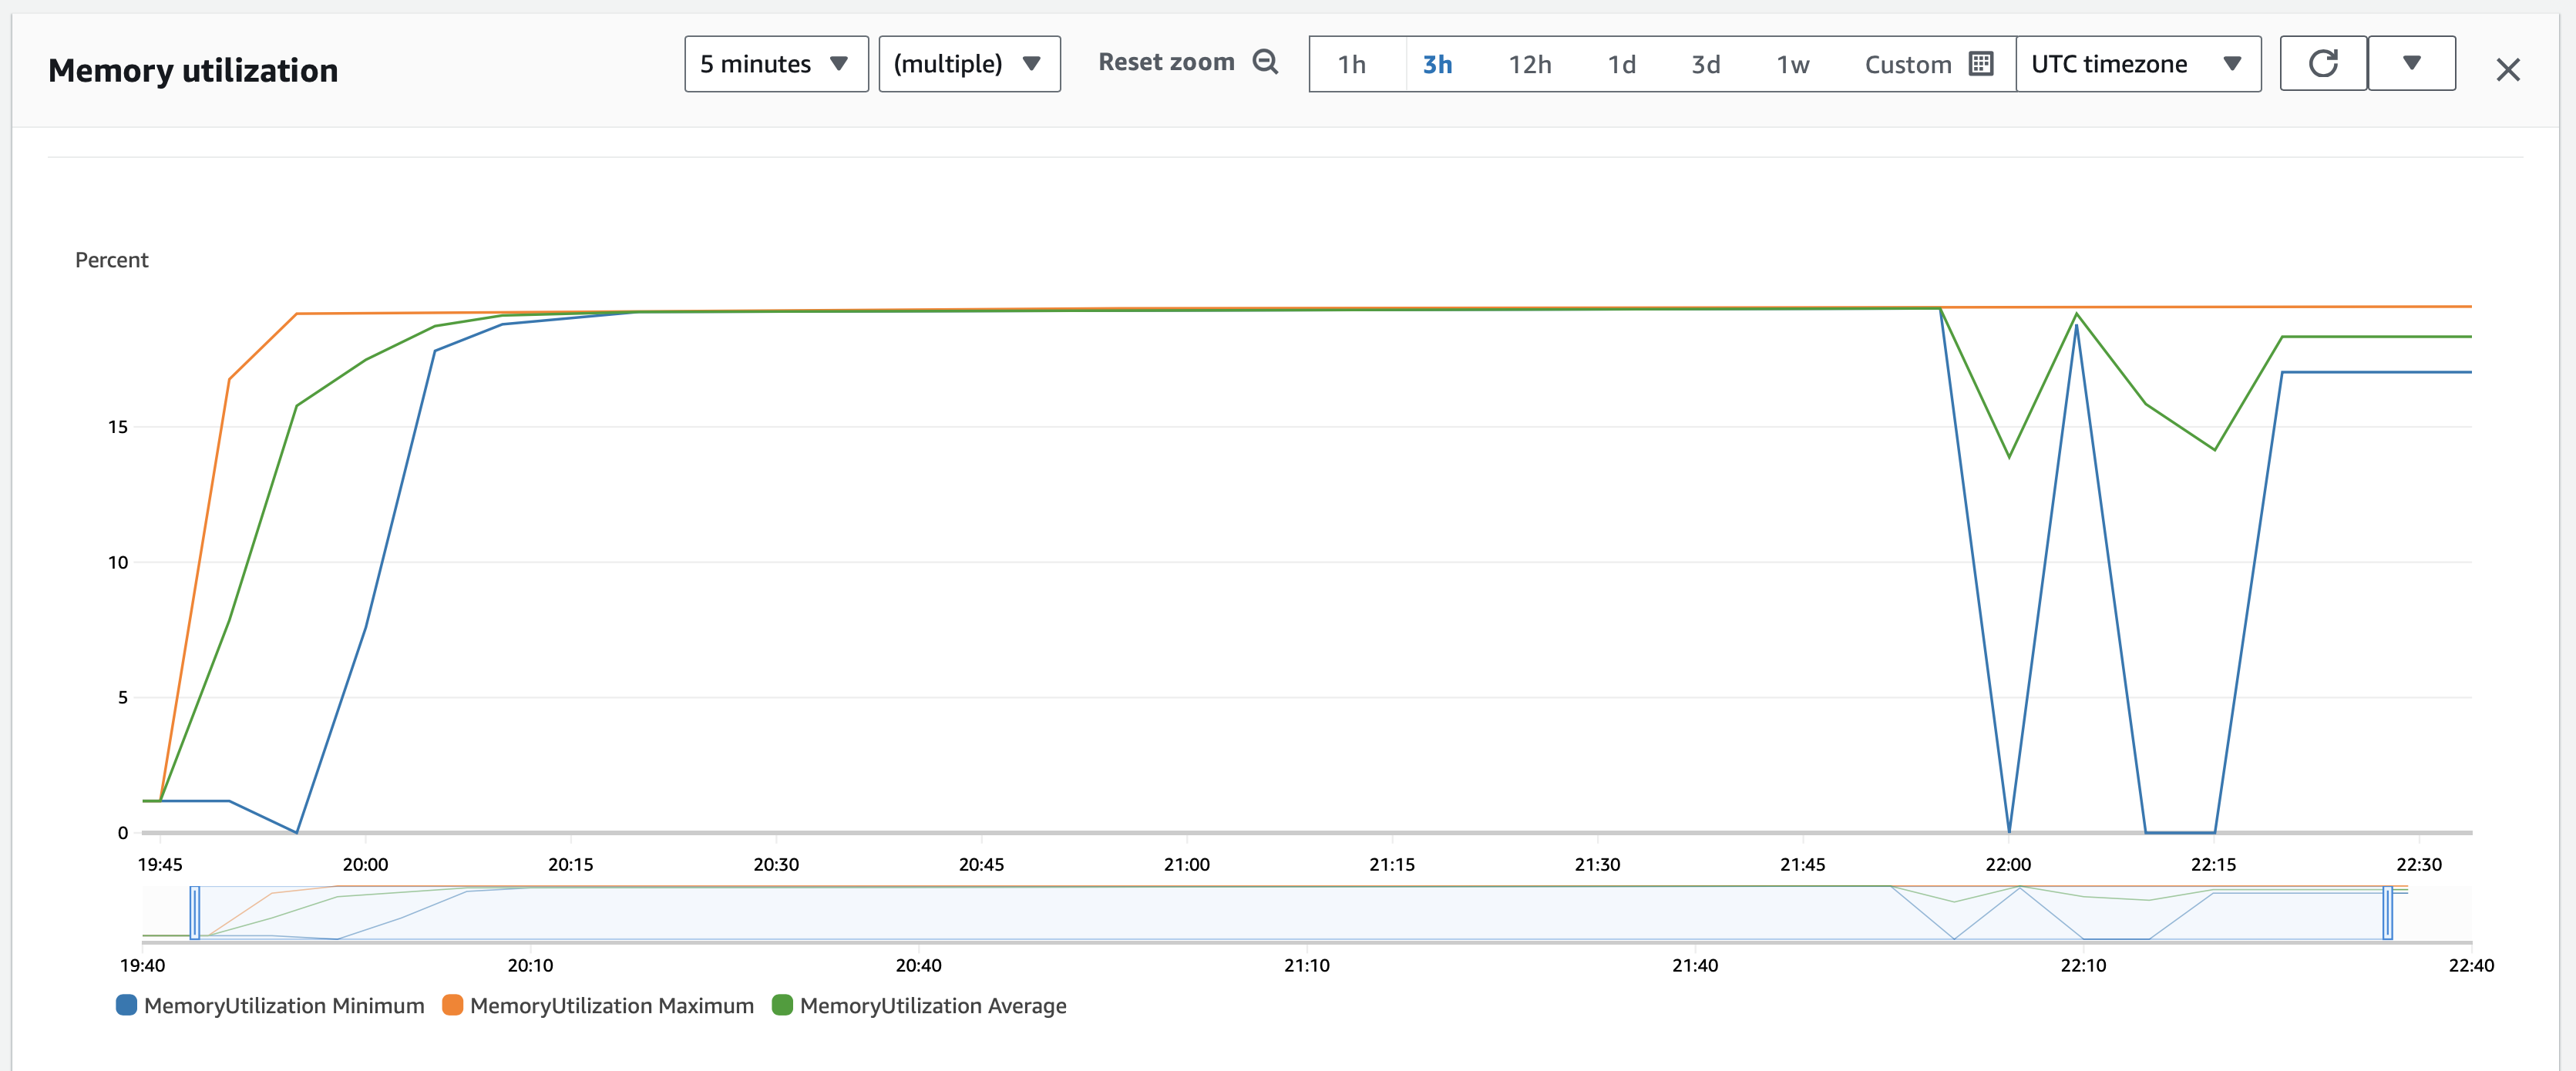 Memory utilization
5 minutes
(multiple)
Reset zoom
1h 3h 12h 1d 3d 1w Custom
UTC timezone
Percent
15
10
5
0
19:45 20:00 20:15 20:30 20:45 21:00 21:15 21:30 21:45 22:00 22:15 22:30
19:40 20:10 20:40 21:10 21:40 22:10 22:40
MemoryUtilization Minimum MemoryUtilization Maximum MemoryUtilization Average